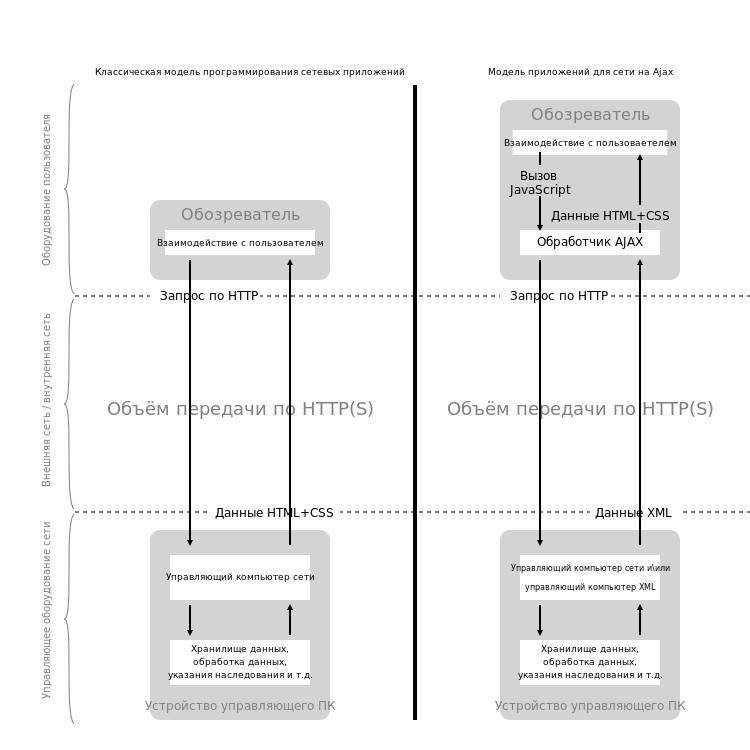 Классическая модель программирования сетевых приложений
Модель приложений для сети на Ajax
Оборудование пользователя
Внешняя сеть / внутренняя сеть
Управляющее оборудование сети
Обозреватель
Взаимодействие с пользователем
Запрос по HTTP
Объём передачи по HTTP(S)
Данные HTML+CSS
Управляющий компьютер сети
Хранилище данных,
обработка данных,
указания наследования и т.д.
Устройство управляющего ПК
Обозреватель
Взаимодействие с пользоваетелем
Вызов
JavaScript
Данные HTML+CSS
Обработчик AJAX
Запрос по HTTP
Объём передачи по HTTP(S)
Данные XML
Управляющий компьютер сети и\или
управляющий компьютер XML
Хранилище данных,
обработка данных,
указания наследования и т.д.
Устройство управляющего ПК